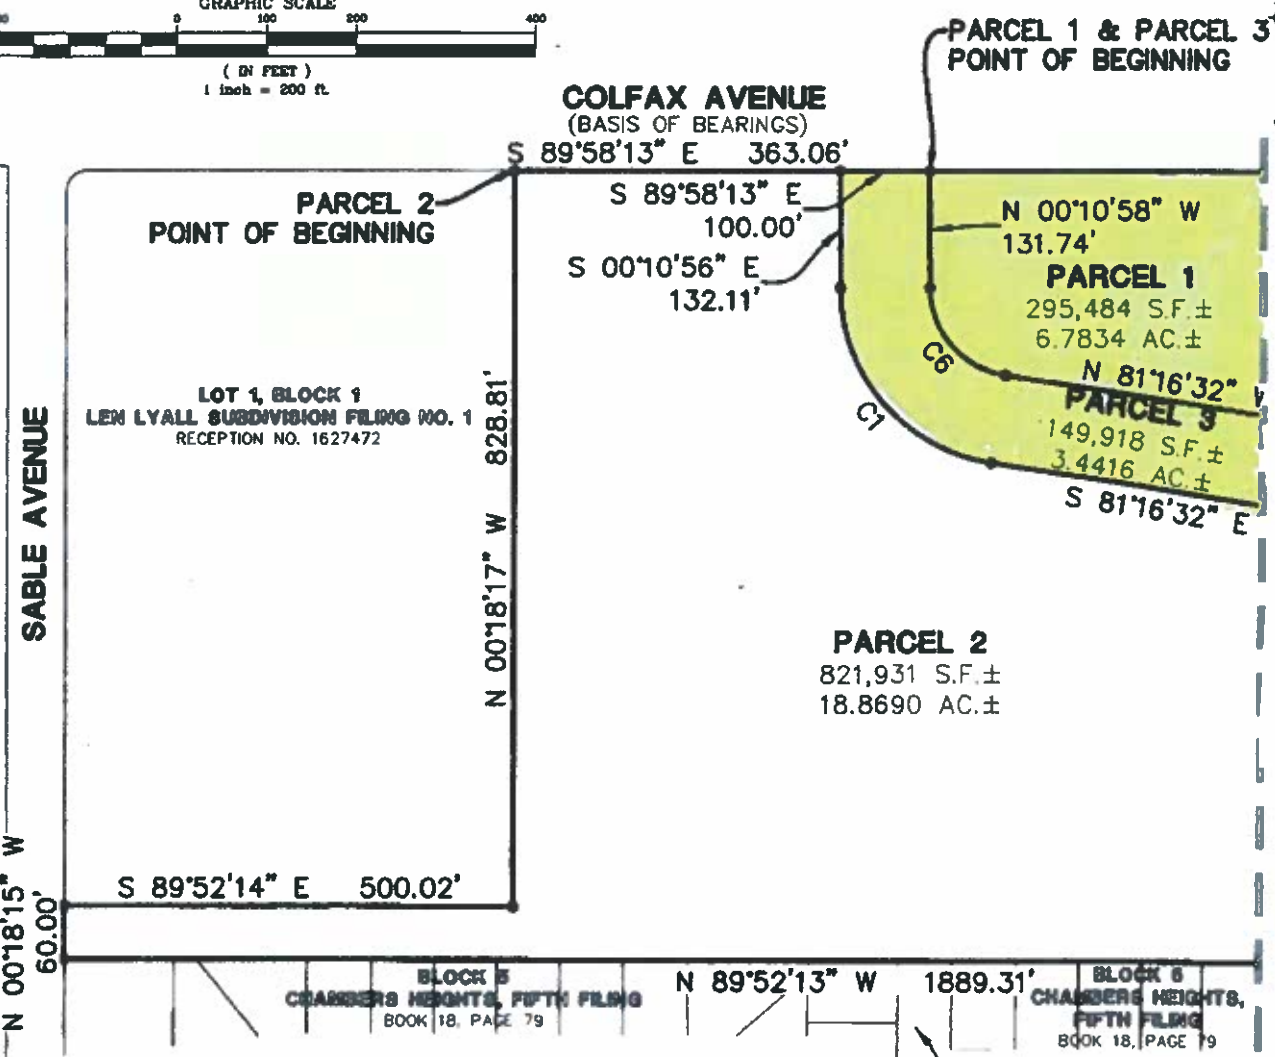 GRAPHIC SCALE
0 100 200 400
( IN FEET )
1 inch = 200 ft.
PARCEL 1 & PARCEL 3
POINT OF BEGINNING
COLFAX AVENUE
(BASIS OF BEARINGS)
S 89°58'13" E 363.06'
PARCEL 2
POINT OF BEGINNING
S 89°58'13" E
100.00'
S 00°10'56" E
132.11'
N 00°10'58" W
131.74'
PARCEL 1
295,484 S.F.±
6.7834 AC.±
C6
N 81°16'32" W
PARCEL 3
149,918 S.F.±
3.4416 AC.±
C1
S 81°16'32" E
LOT 1, BLOCK 1
LEN LYALL SUBDIVISION FILING NO. 1
RECEPTION NO. 1627472
SABLE AVENUE
N 00°18'17" W 828.81'
PARCEL 2
821,931 S.F.±
18.8690 AC.±
S 89°52'14" E 500.02'
N 00°18'15" W
60.00'
N 89°52'13" W 1889.31'
BLOCK 5
CHAMBERS HEIGHTS, FIFTH FILING
BOOK 18, PAGE 79
BLOCK 6
CHAMBERS HEIGHTS,
FIFTH FILING
BOOK 18, PAGE 79